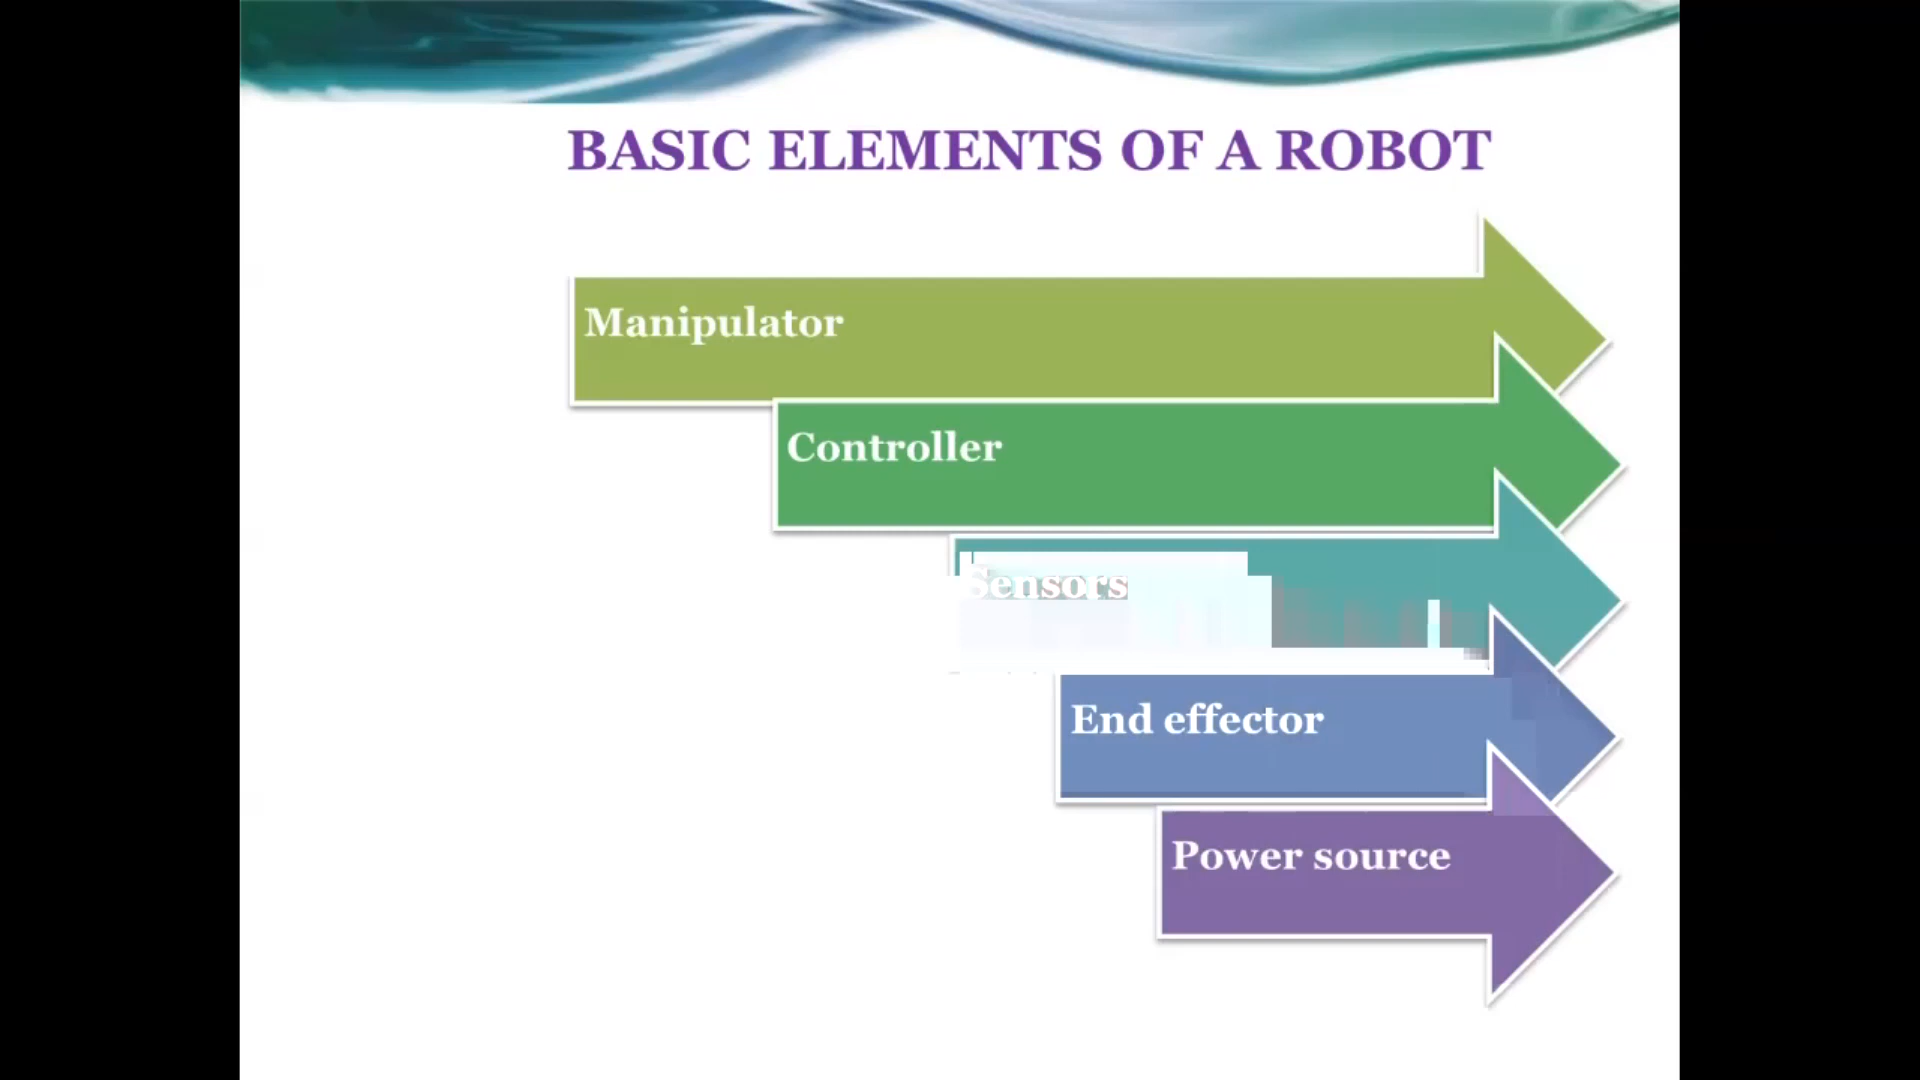 BASIC ELEMENTS OF A ROBOT
Manipulator
Controller
Sensors
End effector
Power source